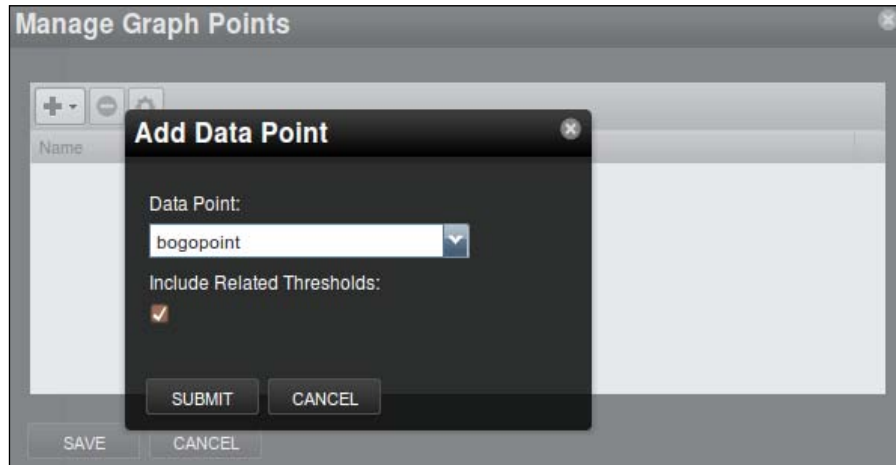 Manage Graph Points
Name
Add Data Point
Data Point:
bogopoint
Include Related Thresholds:
SUBMIT CANCEL
SAVE CANCEL